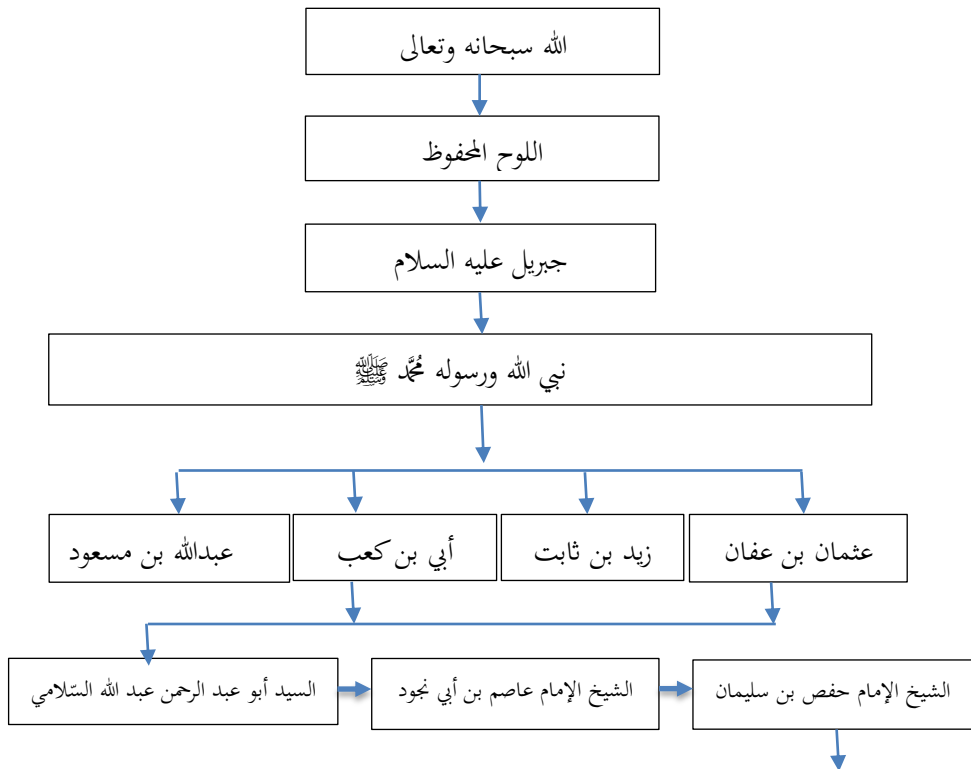 الله سبحانه وتعالى
اللوح المحفوظ
جبريل عليه السلام
نبي الله ورسوله مُحَمَّد ﷺ
عثمان بن عفان
زيد بن ثابت
أبي بن كعب
عبدالله بن مسعود
السيد أبو عبد الرحمن عبد الله السّلامي
الشيخ الإمام عاصم بن أبي نجود
الشيخ الإمام حفص بن سليمان